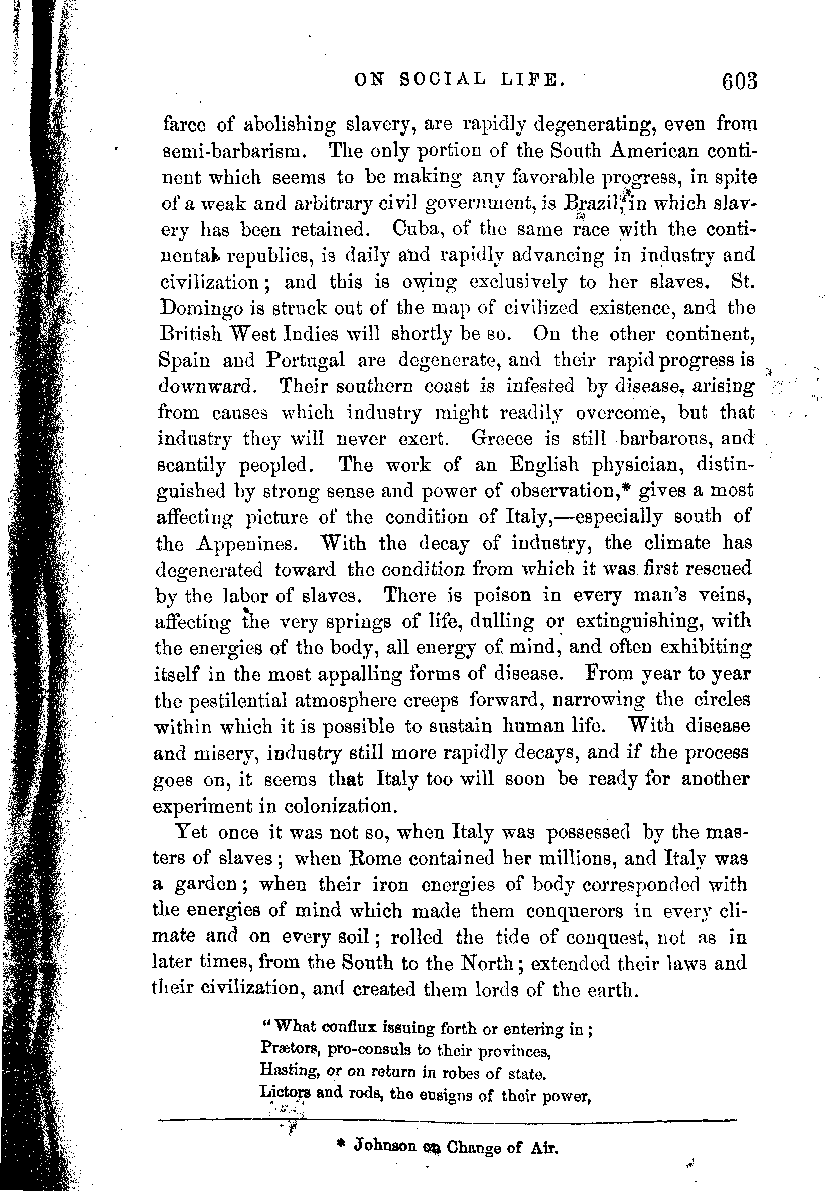 ON SOCIAL LIFE. 603
farce of abolishing slavery, are rapidly degenerating, even from
semi-barbarism. The only portion of the South American conti-
nent which seems to be making any favorable progress, in spite
of a weak and arbitrary civil government, is Brazil, in which slav-
ery has been retained. Cuba, of the same race with the conti-
nental republics, is daily and rapidly advancing in industry and
civilization; and this is owing exclusively to her slaves. St.
Domingo is struck out of the map of civilized existence, and the
British West Indies will shortly be so. On the other continent,
Spain and Portugal are degenerate, and their rapid progress is
downward. Their southern coast is infested by disease, arising
from causes which industry might readily overcome, but that
industry they will never exert. Greece is still barbarous, and
scantily peopled. The work of an English physician, distin-
guished by strong sense and power of observation,* gives a most
affecting picture of the condition of Italy,—especially south of
the Appenines. With the decay of industry, the climate has
degenerated toward the condition from which it was first rescued
by the labor of slaves. There is poison in every man's veins,
affecting the very springs of life, dulling or extinguishing, with
the energies of the body, all energy of mind, and often exhibiting
itself in the most appalling forms of disease. From year to year
the pestilential atmosphere creeps forward, narrowing the circles
within which it is possible to sustain human life. With disease
and misery, industry still more rapidly decays, and if the process
goes on, it seems that Italy too will soon be ready for another
experiment in colonization.
Yet once it was not so, when Italy was possessed by the mas-
ters of slaves; when Rome contained her millions, and Italy was
a garden; when their iron energies of body corresponded with
the energies of mind which made them conquerors in every cli-
mate and on every soil; rolled the tide of conquest, not as in
later times, from the South to the North; extended their laws and
their civilization, and created them lords of the earth.
"What conflux issuing forth or entering in;
Prætors, pro-consuls to their provinces,
Hasting, or on return in robes of state.
Lictors and rods, the ensigns of their power,
* Johnson on Change of Air.